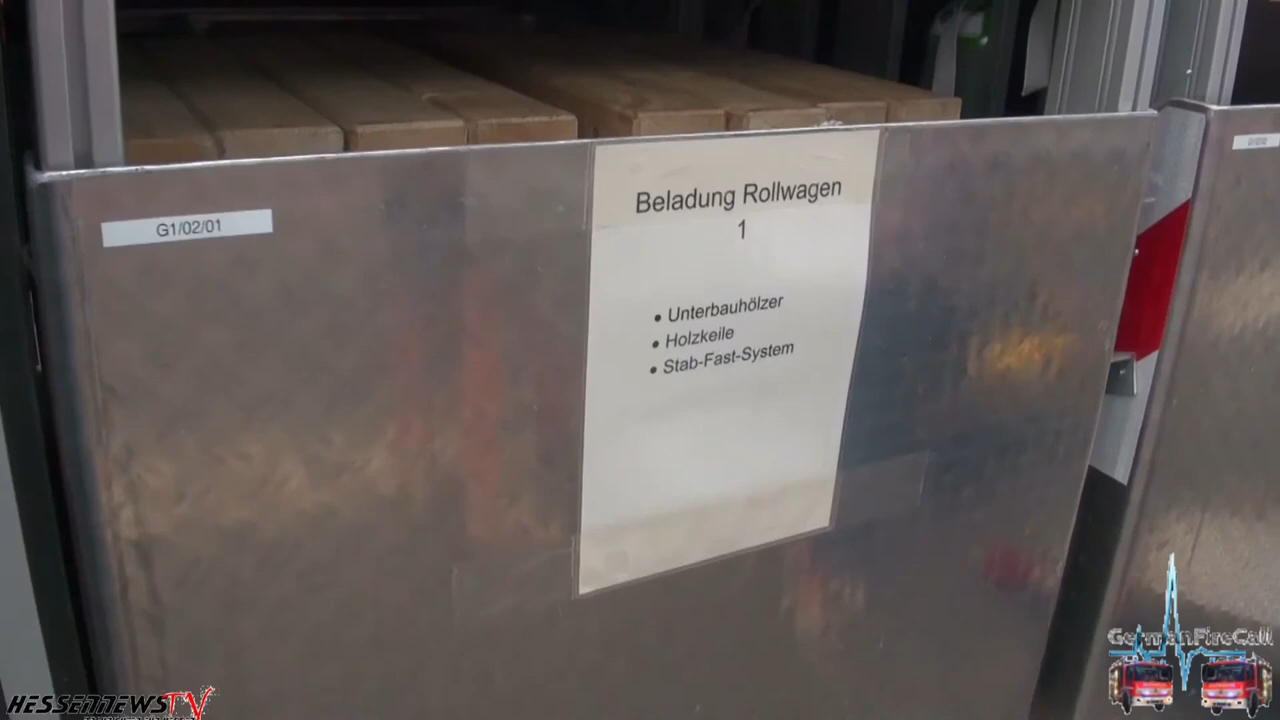 G1/02/01
Beladung Rollwagen
1
• Unterbauhölzer
• Holzkeile
• Stab-Fast-System
HESSENNEWS TV
GermanFireCall